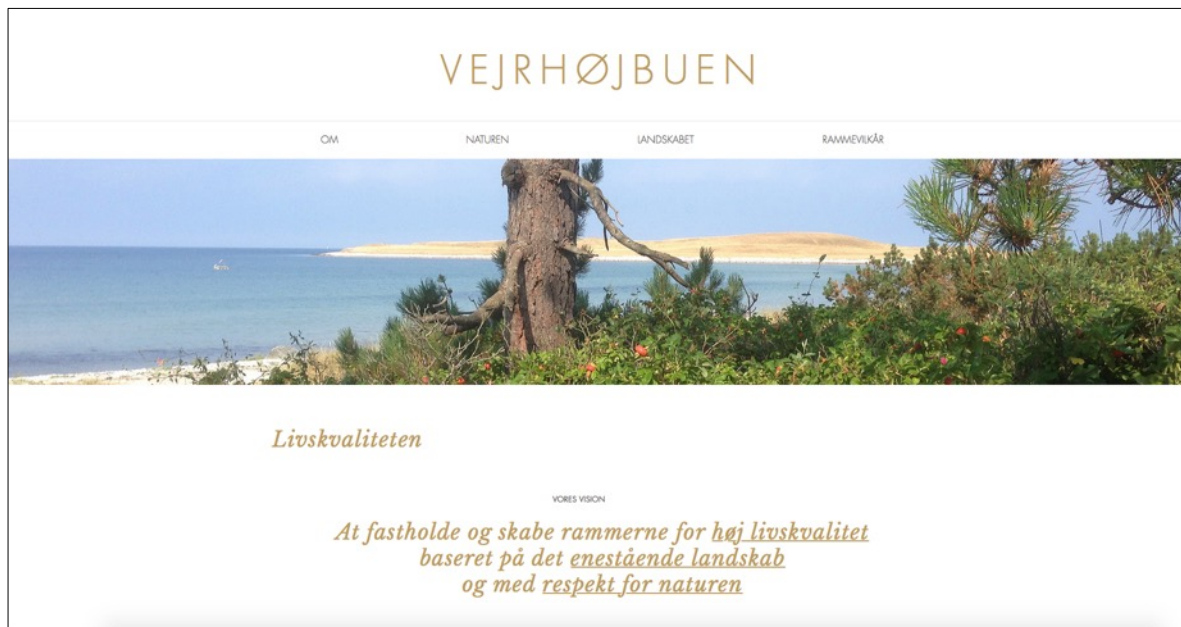 VEJRHØJBUEN
OM NATUREN LANDSKABET RAMMEVILKÅR
Livskvaliteten
VORES VISION
At fastholde og skabe rammerne for høj livskvalitet
baseret på det enestående landskab
og med respekt for naturen